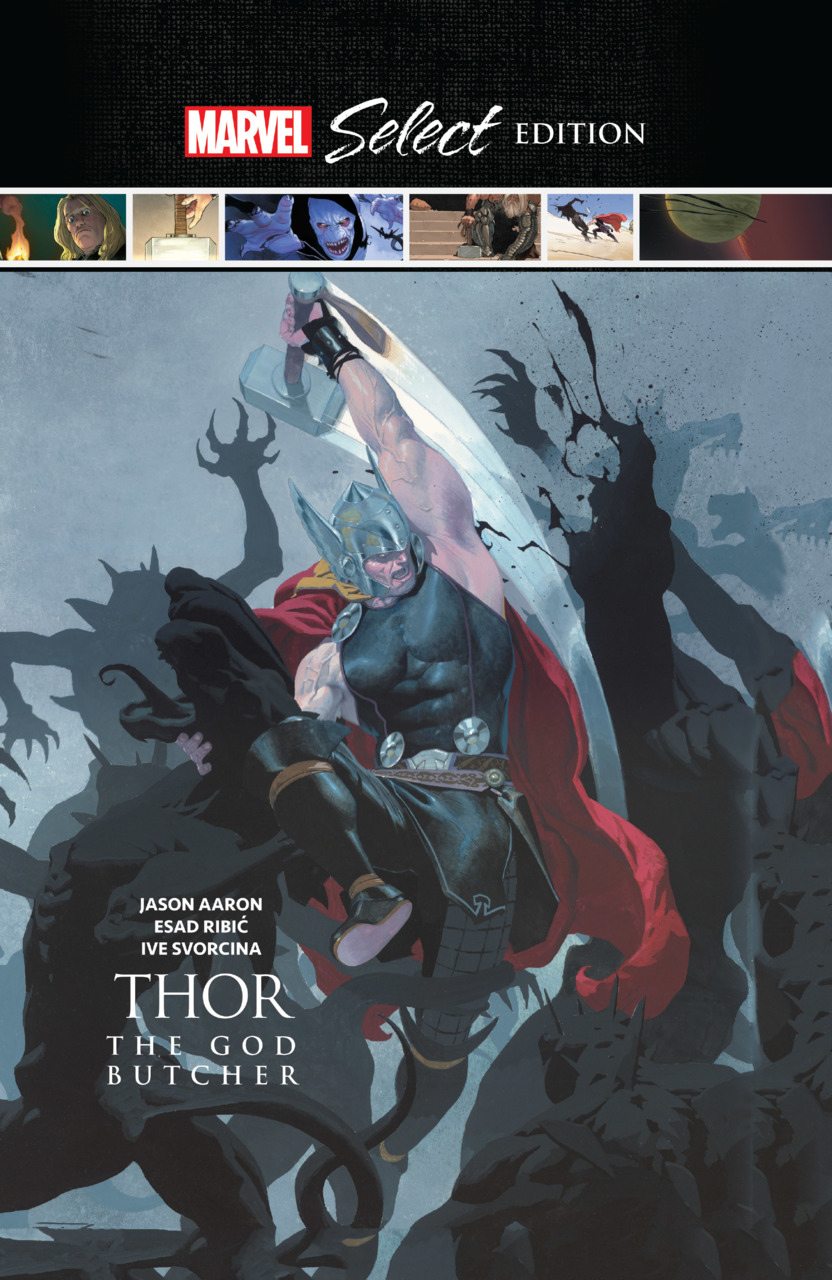 MARVEL Select EDITION
JASON AARON
ESAD RIBIĆ
IVE SVORCINA
THOR
THE GOD
BUTCHER